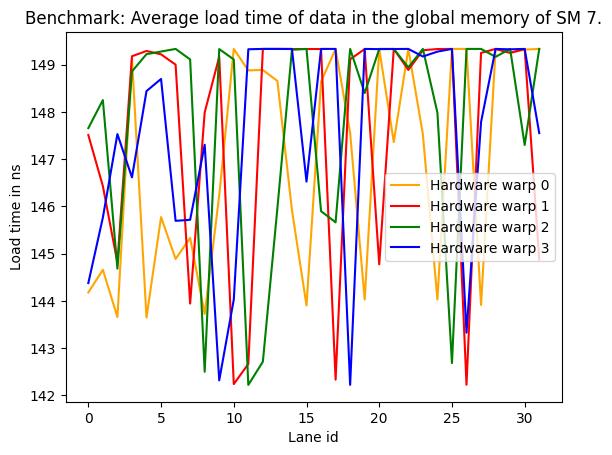 Benchmark: Average load time of data in the global memory of SM 7.
Load time in ns
149
148
147
146
145
144
143
142
Hardware warp 0
Hardware warp 1
Hardware warp 2
Hardware warp 3
0 5 10 15 20 25 30
Lane id